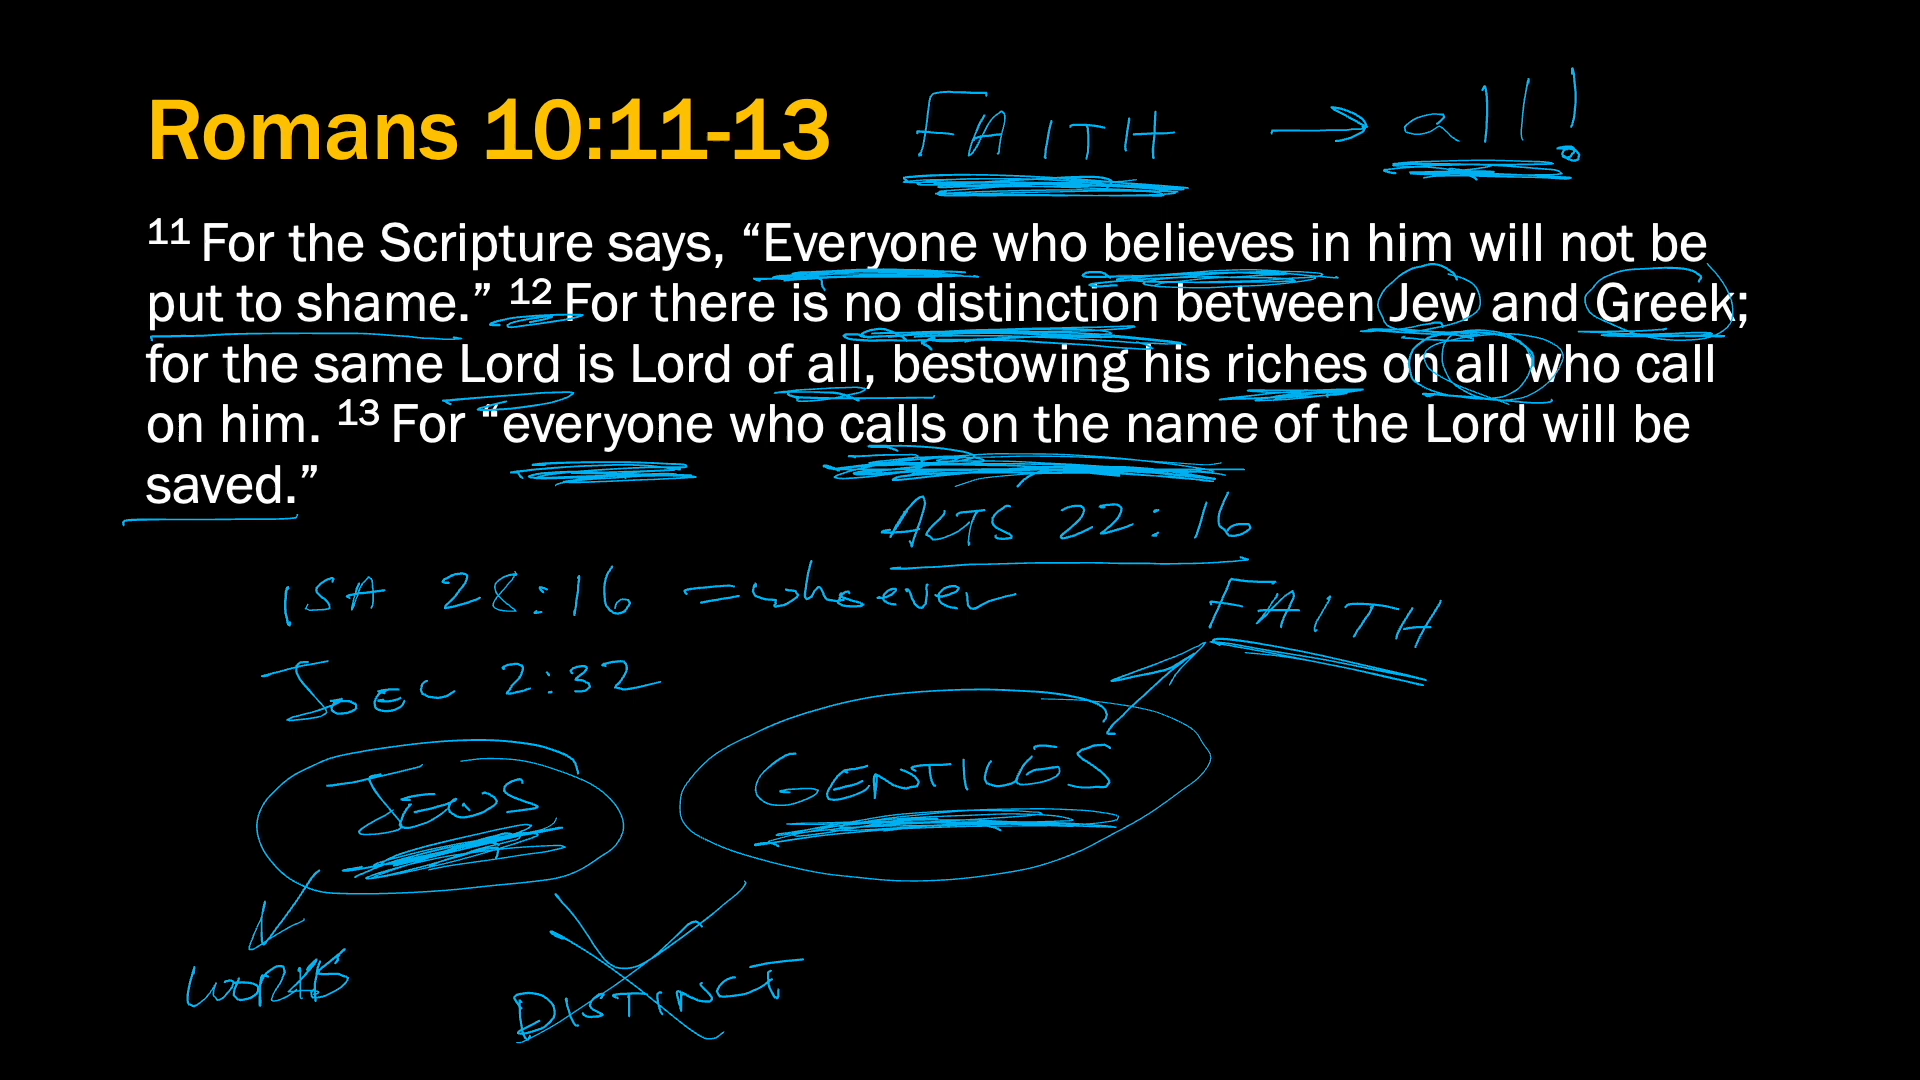 Romans 10:11-13 FAITH → all!
11 For the Scripture says, “Everyone who believes in him will not be
put to shame.” 12 For there is no distinction between Jew and Greek;
for the same Lord is Lord of all, bestowing his riches on all who call
on him. 13 For “everyone who calls on the name of the Lord will be
saved.”
ACTS 22:16
ISA 28:16 = whoever
FAITH
JOEL 2:32
JEWS GENTILES
WORKS DISTINCT